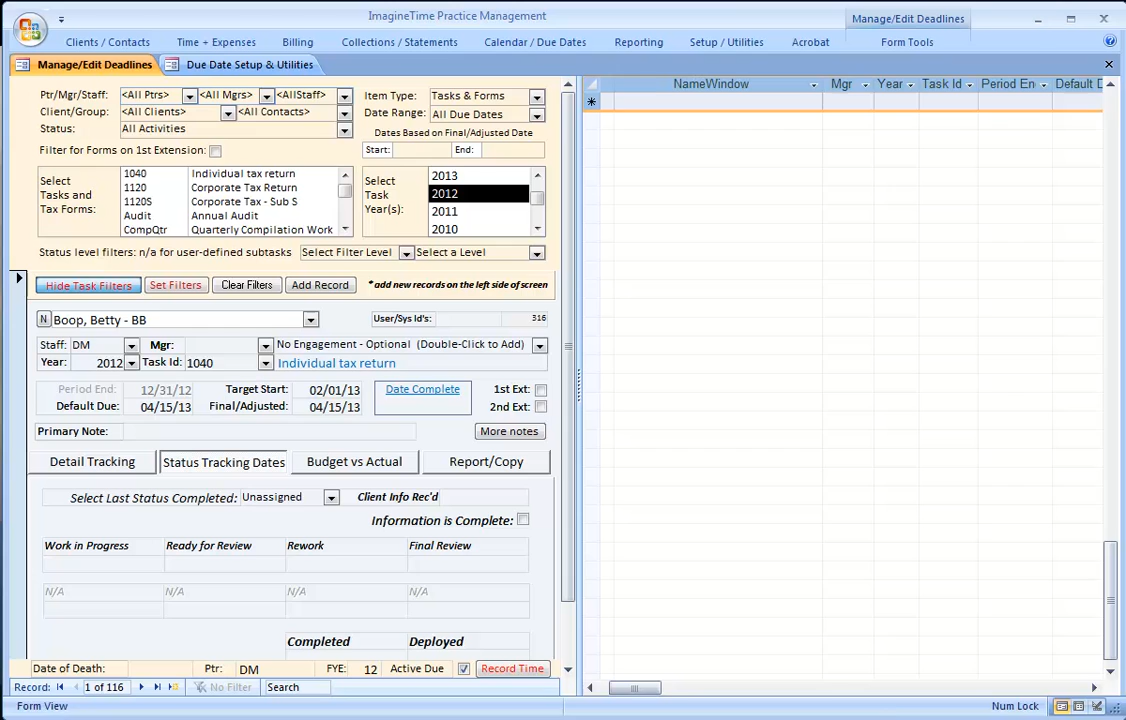 ImagineTime Practice Management
Manage/Edit Deadlines
Clients / Contacts Time + Expenses Billing Collections / Statements Calendar / Due Dates Reporting Setup / Utilities Acrobat Form Tools
Manage/Edit Deadlines Due Date Setup & Utilities
Ptr/Mgr/Staff: <All Ptrs> <All Mgrs> <AllStaff> Item Type: Tasks & Forms
Client/Group: <All Clients> <All Contacts> Date Range: All Due Dates
Status: All Activities Dates Based on Final/Adjusted Date
Filter for Forms on 1st Extension: Start: End:
Select Tasks and Tax Forms:
1040 Individual tax return
1120 Corporate Tax Return
1120S Corporate Tax - Sub S
Audit Annual Audit
CompQtr Quarterly Compilation Work
Select Task Year(s):
2013
2012
2011
2010
Status level filters: n/a for user-defined subtasks Select Filter Level Select a Level
Hide Task Filters Set Filters Clear Filters Add Record * add new records on the left side of screen
N Boop, Betty - BB User/Sys Id's: 316
Staff: DM Mgr: No Engagement - Optional (Double-Click to Add)
Year: 2012 Task Id: 1040 Individual tax return
Period End: 12/31/12 Target Start: 02/01/13 Date Complete 1st Ext:
Default Due: 04/15/13 Final/Adjusted: 04/15/13 2nd Ext:
Primary Note: More notes
Detail Tracking Status Tracking Dates Budget vs Actual Report/Copy
Select Last Status Completed: Unassigned Client Info Rec'd
Information is Complete:
Work in Progress Ready for Review Rework Final Review
N/A N/A N/A N/A
Completed Deployed
Date of Death: Ptr: DM FYE: 12 Active Due Record Time
Record: 1 of 116 No Filter Search
Form View Num Lock
NameWindow Mgr Year Task Id Period En Default D